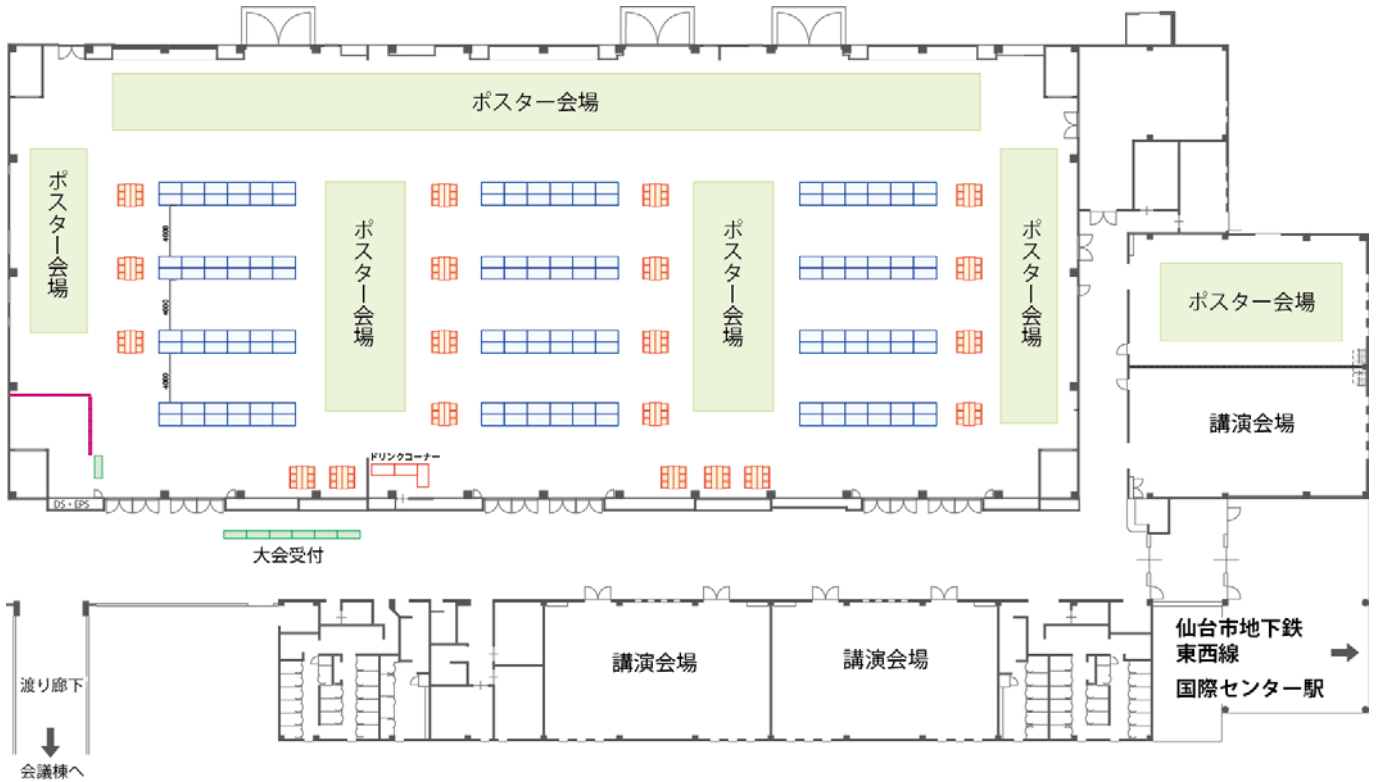 ポスター会場
ポスター会場
ポスター会場
ポスター会場
ポスター会場
ポスター会場
4000
4000
4000
講演会場
ドリンクコーナー
DS・EPS
大会受付
講演会場
講演会場
仙台市地下鉄
東西線
国際センター駅
渡り廊下
会議棟へ